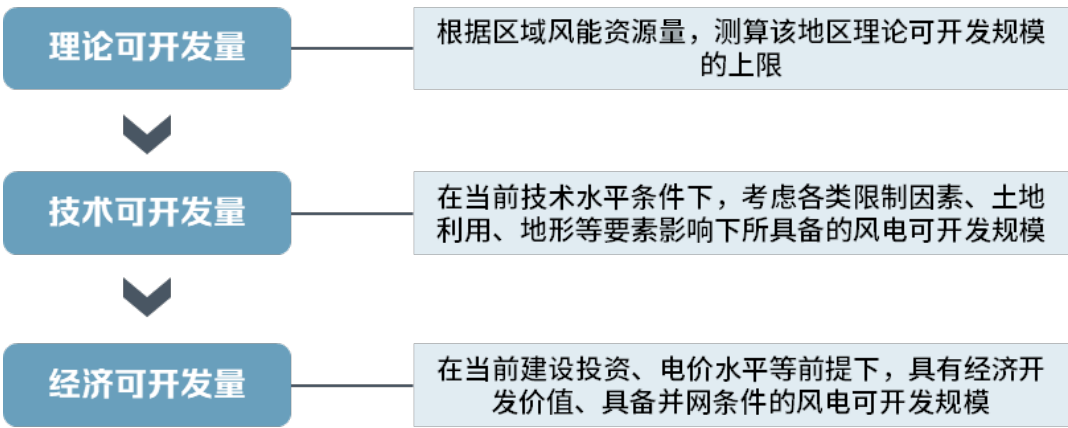 理论可开发量
根据区域风能资源量，测算该地区理论可开发规模
的上限
技术可开发量
在当前技术水平条件下，考虑各类限制因素、土地
利用、地形等要素影响下所具备的风电可开发规模
经济可开发量
在当前建设投资、电价水平等前提下，具有经济开
发价值、具备并网条件的风电可开发规模